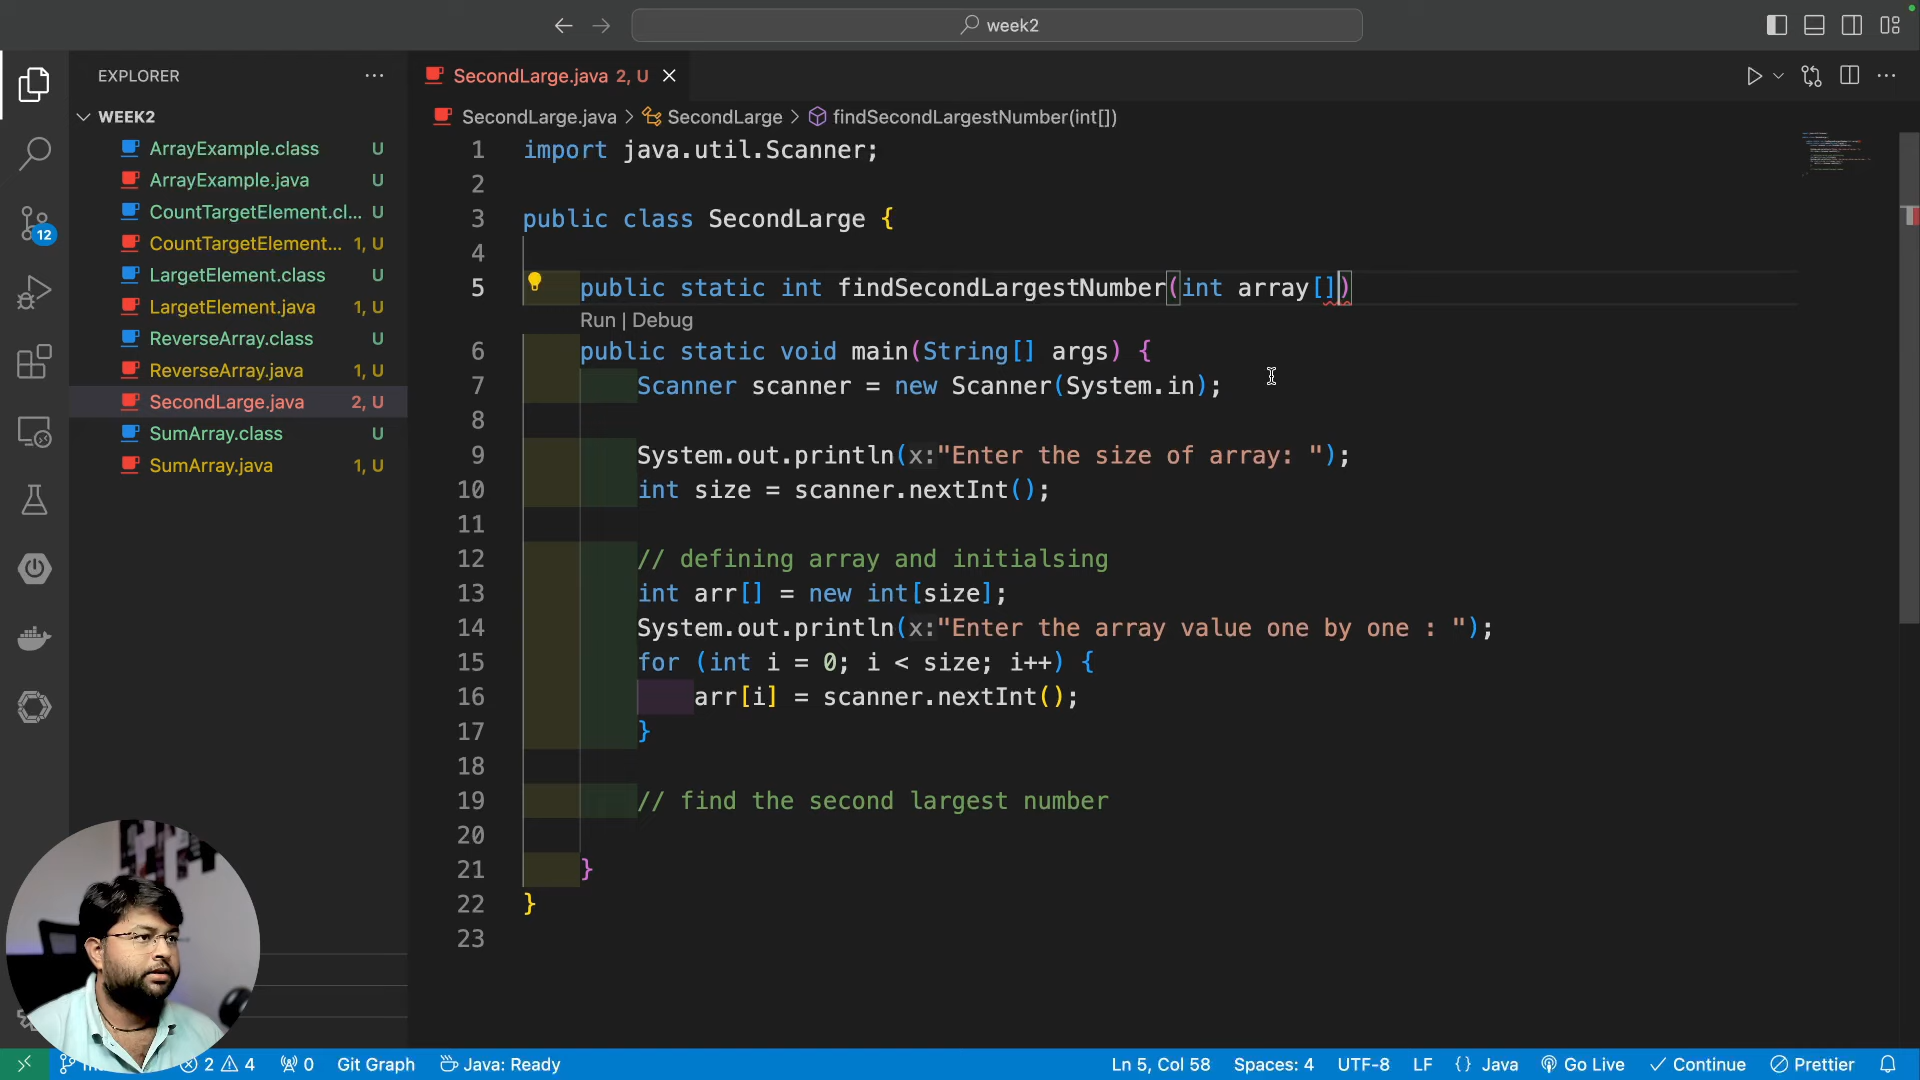 week2
EXPLORER
WEEK2
ArrayExample.class U
ArrayExample.java U
CountTargetElement.cl... U
CountTargetElement... 1, U
LargetElement.class U
LargetElement.java 1, U
ReverseArray.class U
ReverseArray.java 1, U
SecondLarge.java 2, U
SumArray.class U
SumArray.java 1, U
12
SecondLarge.java 2, U
SecondLarge.java > SecondLarge > findSecondLargestNumber(int[])
1 import java.util.Scanner;
2
3 public class SecondLarge {
4
5 public static int findSecondLargestNumber(int array[])
Run | Debug
6 public static void main(String[] args) {
7 Scanner scanner = new Scanner(System.in);
8
9 System.out.println(x:"Enter the size of array: ");
10 int size = scanner.nextInt();
11
12 // defining array and initialsing
13 int arr[] = new int[size];
14 System.out.println(x:"Enter the array value one by one : ");
15 for (int i = 0; i < size; i++) {
16 arr[i] = scanner.nextInt();
17 }
18
19 // find the second largest number
20
21 }
22 }
23
2 4 0 Git Graph Java: Ready Ln 5, Col 58 Spaces: 4 UTF-8 LF {} Java Go Live Continue Prettier